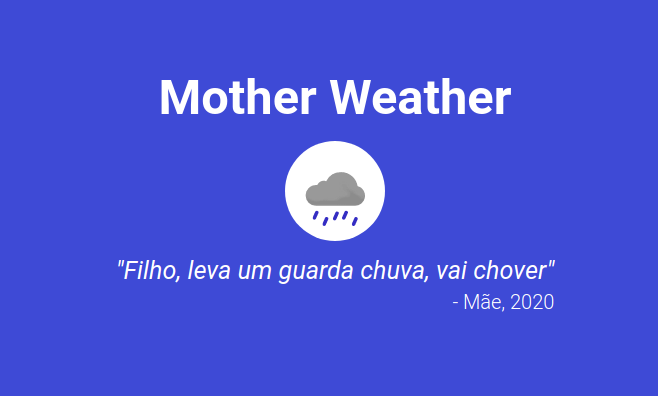 Mother Weather
"Filho, leva um guarda chuva, vai chover"
- Mãe, 2020